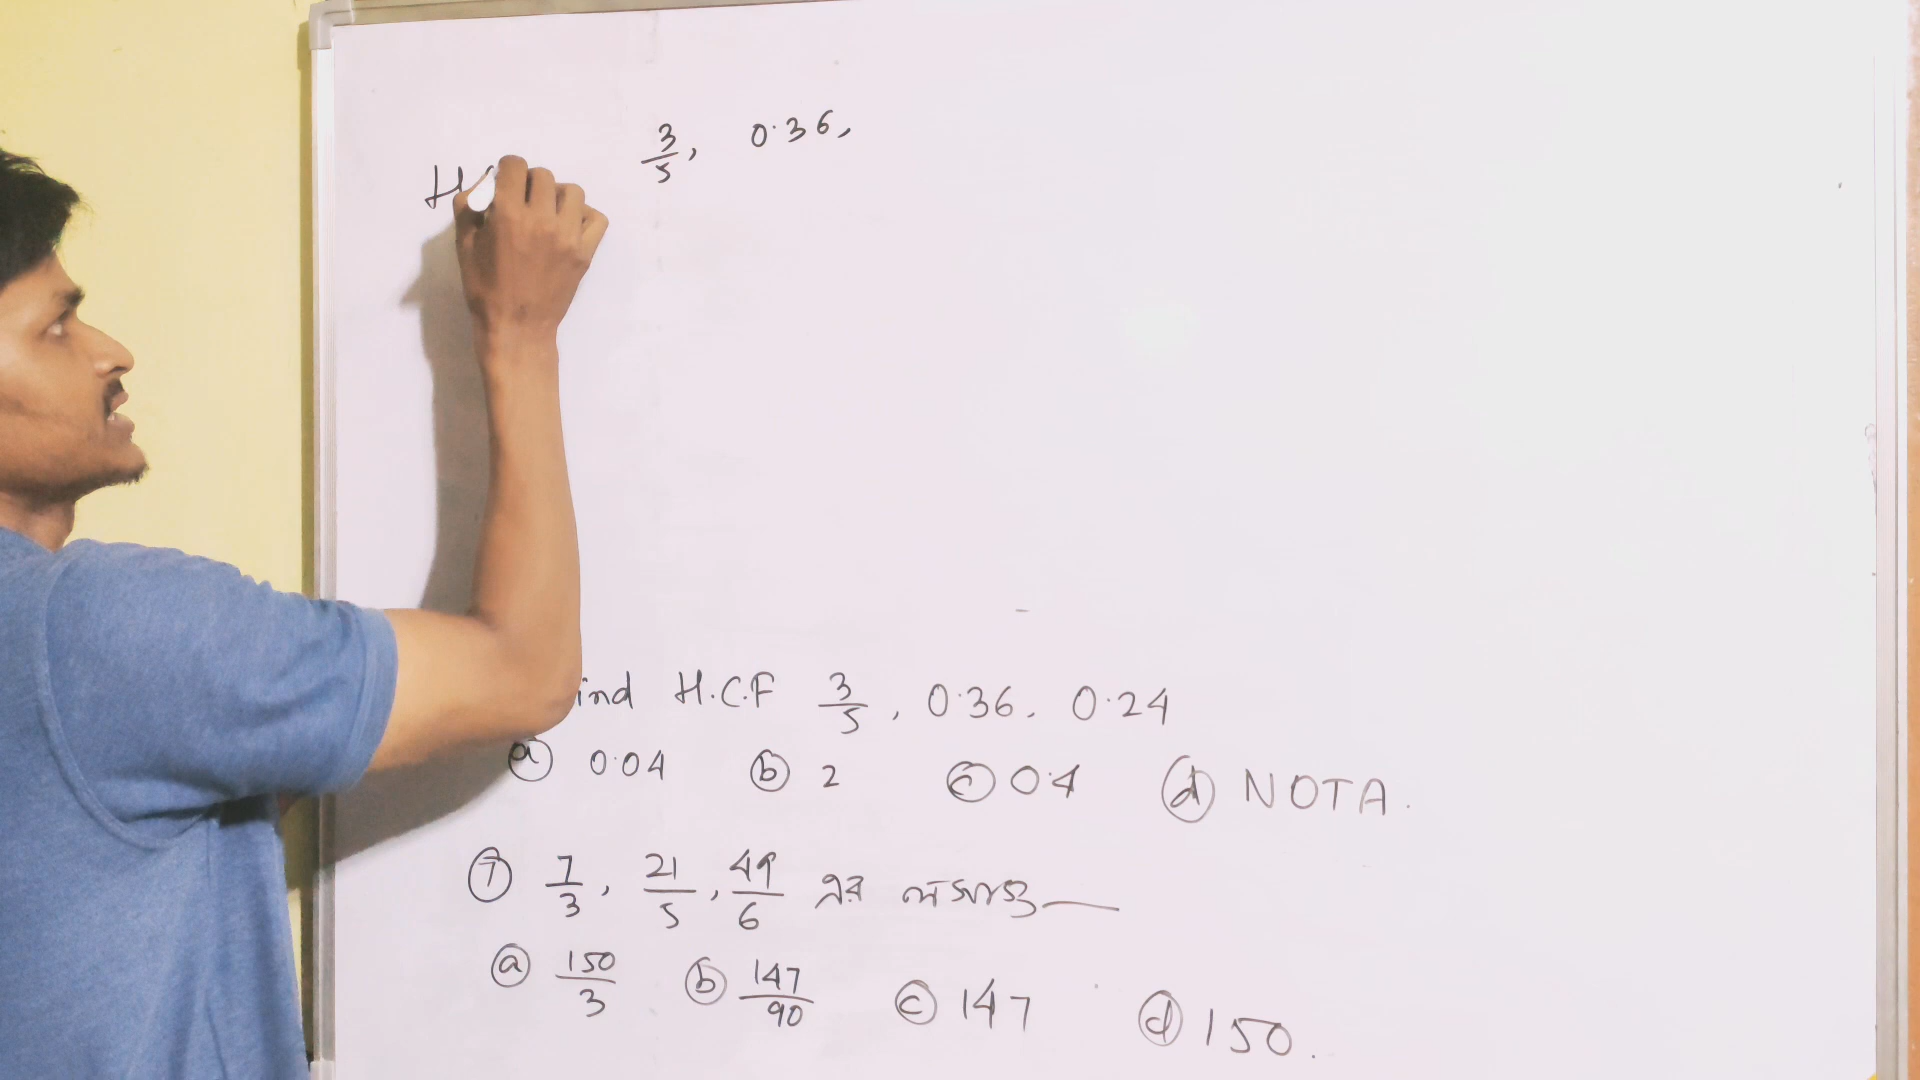 3/5, 0.36,
H
ind H.C.F 3/5, 0.36, 0.24
ⓐ 0.04 ⓑ 2 ⓒ 0.4 ⓓ NOTA.
⑦ 7/3, 21/5, 49/6 এর লসাগু —
ⓐ 150/3 ⓑ 147/90 ⓒ 147 ⓓ 150.